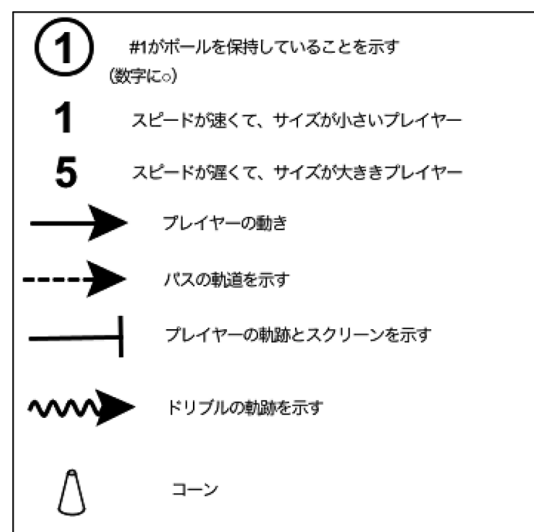 1 #1がボールを保持していることを示す
(数字に○)
1 スピードが速くて、サイズが小さいプレイヤー
5 スピードが遅くて、サイズが大ききプレイヤー
プレイヤーの動き
パスの軌道を示す
プレイヤーの軌跡とスクリーンを示す
ドリブルの軌跡を示す
コーン